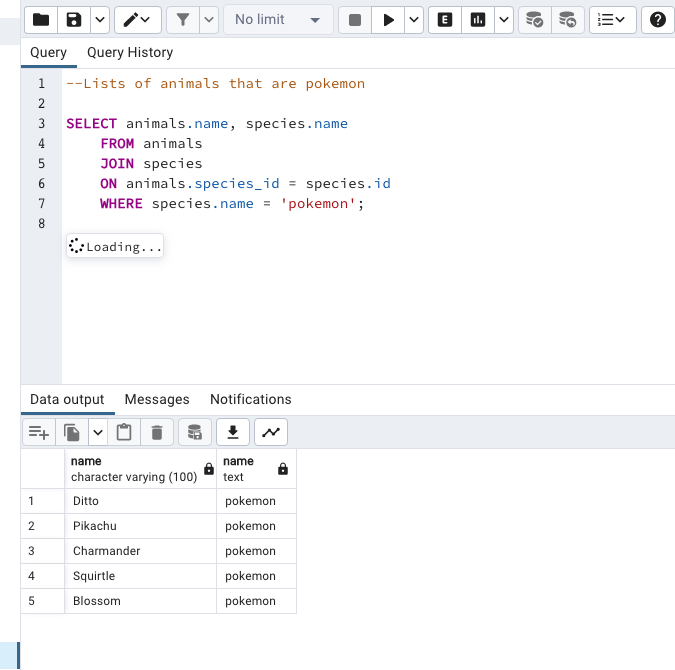 No limit
E
?
Query Query History
1 --Lists of animals that are pokemon
2
3 SELECT animals.name, species.name
4 FROM animals
5 JOIN species
6 ON animals.species_id = species.id
7 WHERE species.name = 'pokemon';
8
Loading...
Data output Messages Notifications
name name
character varying (100) text
1 Ditto pokemon
2 Pikachu pokemon
3 Charmander pokemon
4 Squirtle pokemon
5 Blossom pokemon